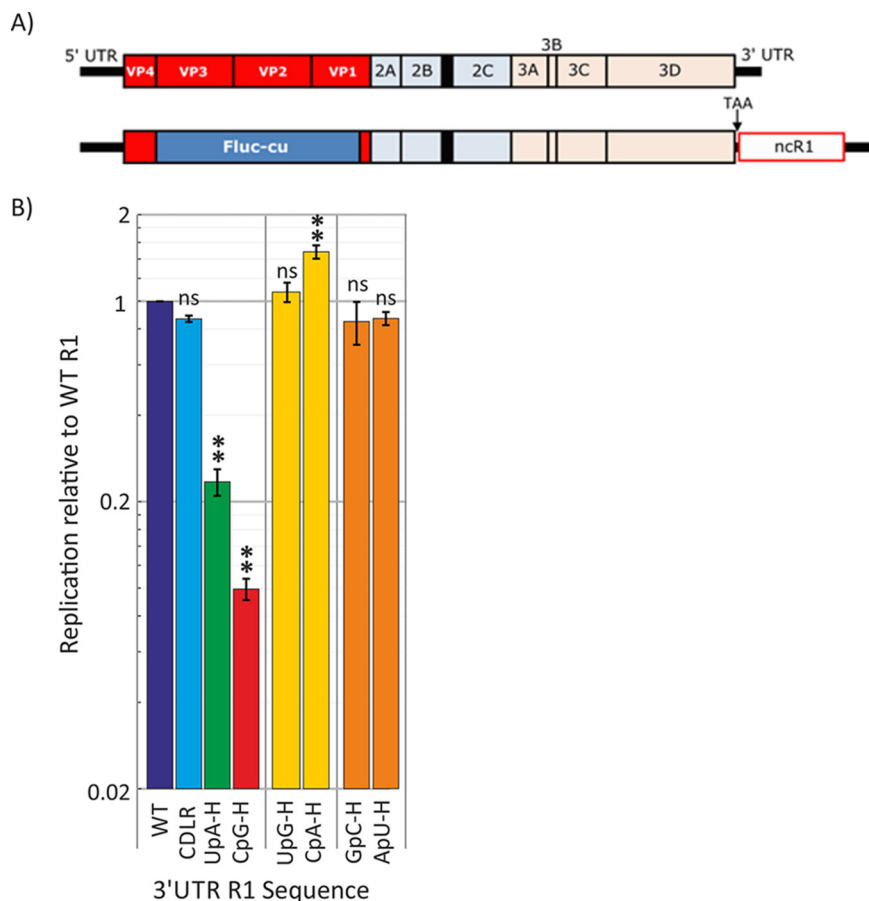 A)
3B
5' UTR
3' UTR
VP4 VP3 VP2 VP1 2A 2B 2C 3A 3C 3D
TAA
Fluc-cu
ncR1
B)
2
**
ns
ns
ns ns
1
**
0.2
**
0.02
Replication relative to WT R1
WT
CDLR
UpA-H
CpG-H
UpG-H
CpA-H
GpC-H
ApU-H
3'UTR R1 Sequence